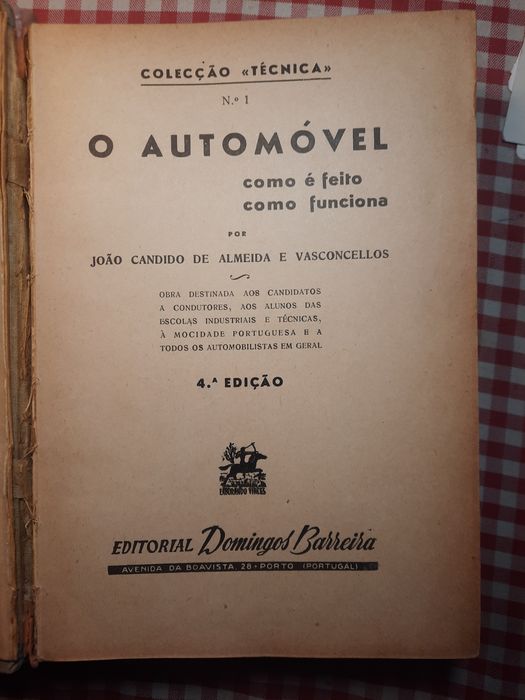 COLECÇÃO «TÉCNICA»
N.º 1
O AUTOMÓVEL
como é feito
como funciona
POR
JOÃO CANDIDO DE ALMEIDA E VASCONCELLOS
OBRA DESTINADA AOS CANDIDATOS
A CONDUTORES, AOS ALUNOS DAS
ESCOLAS INDUSTRIAIS E TÉCNICAS,
À MOCIDADE PORTUGUESA E A
TODOS OS AUTOMOBILISTAS EM GERAL
4.ª EDIÇÃO
LABORANDO VINCES
EDITORIAL Domingos Barreira
AVENIDA DA BOAVISTA, 28 - PORTO (PORTUGAL)